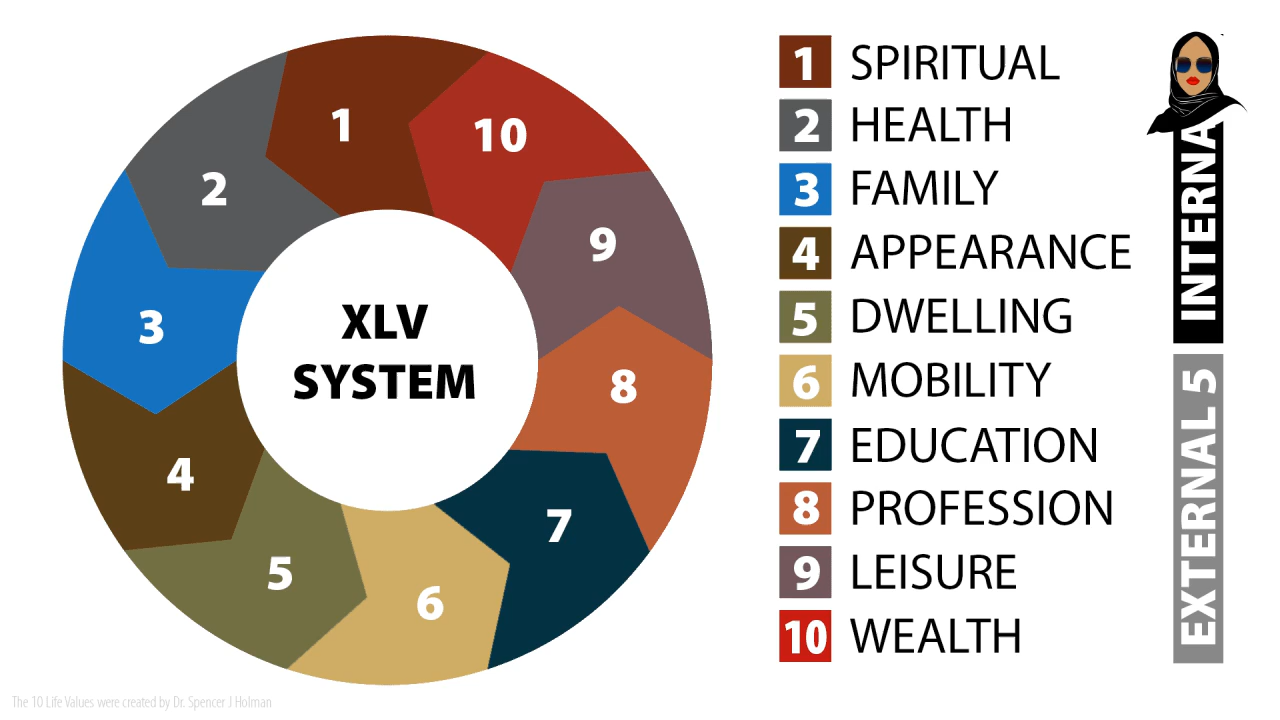 XLV
SYSTEM
1
2
3
4
5
6
7
8
9
10
1 SPIRITUAL
2 HEALTH
3 FAMILY
4 APPEARANCE
5 DWELLING
6 MOBILITY
7 EDUCATION
8 PROFESSION
9 LEISURE
10 WEALTH
INTERNA
EXTERNAL 5
The 10 Life Values were created by Dr. Spencer J Holman